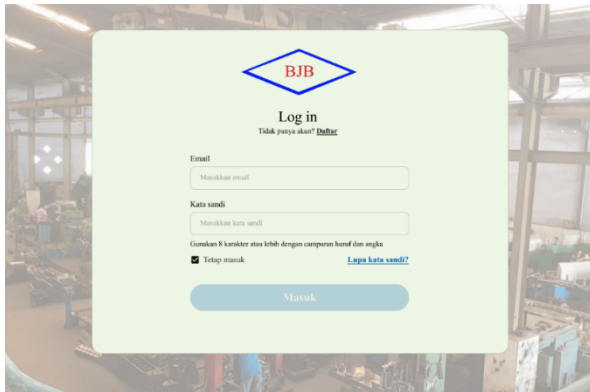 BJB
Log in
Tidak punya akun? Daftar
Email
Masukkan email
Kata sandi
Masukkan kata sandi
Gunakan 8 karakter atau lebih dengan campuran huruf dan angka
Tetap masuk Lupa kata sandi?
Masuk